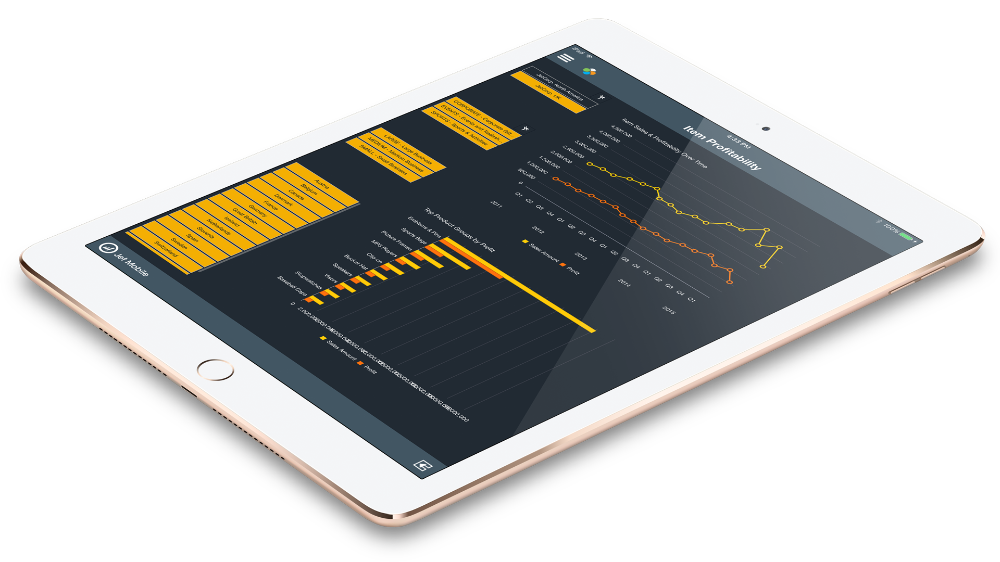 iPad
4:33 PM
100%
Item Profitability
JetCorp. North America
JetCorp. UK
CORPORATE - Corporate Gift...
EVENTS - Events and Tradesh...
SPORTS - Sports & Activities
LARGE - Large Business
MEDIUM - Medium Business
SMALL - Small Business
Austria
Belgium
Canada
Denmark
France
Germany
Great Britain
Iceland
Netherlands
Slovenia
Spain
Sweden
Switzerland
Item Sales & Profitability Over Time
4,500,000
4,000,000
3,500,000
3,000,000
2,500,000
2,000,000
1,500,000
1,000,000
500,000
0
Q1 Q2 Q3 Q4 Q1 Q2 Q3 Q4 Q1 Q2 Q3 Q4 Q1 Q2 Q3 Q4 Q1
2011 2012 2013 2014 2015
Sales Amount Profit
Top Product Groups by Profit
Emblems & Pins
Sports Bags
Picture Frames
MP3 Players
Clip-on
Bucket Hat
Speakers
Visors
Stopwatches
Baseball Caps
0
Sales Amount Profit
Jet Mobile